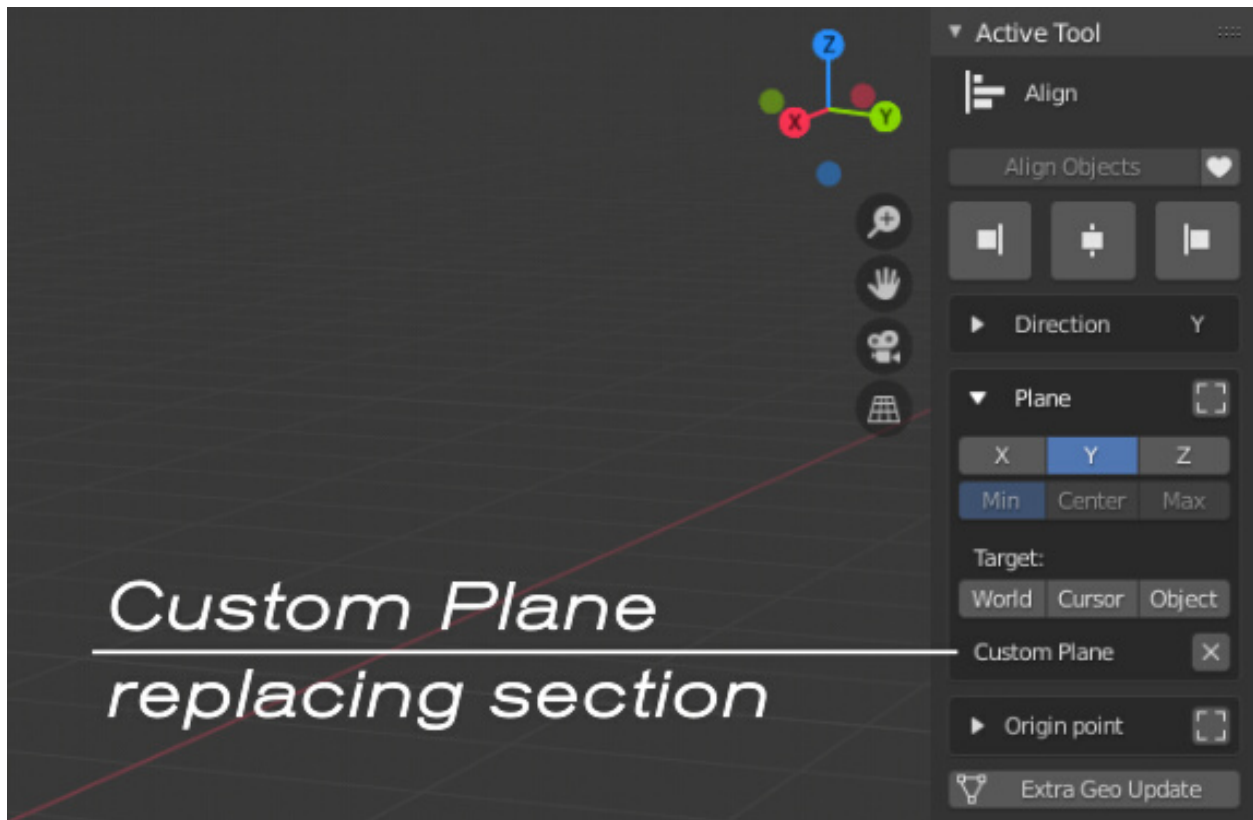 Active Tool
Align
Align Objects
Direction Y
Plane
X Y Z
Min Center Max
Target:
World Cursor Object
Custom Plane
Origin point
Extra Geo Update
Z
X Y
Custom Plane
replacing section